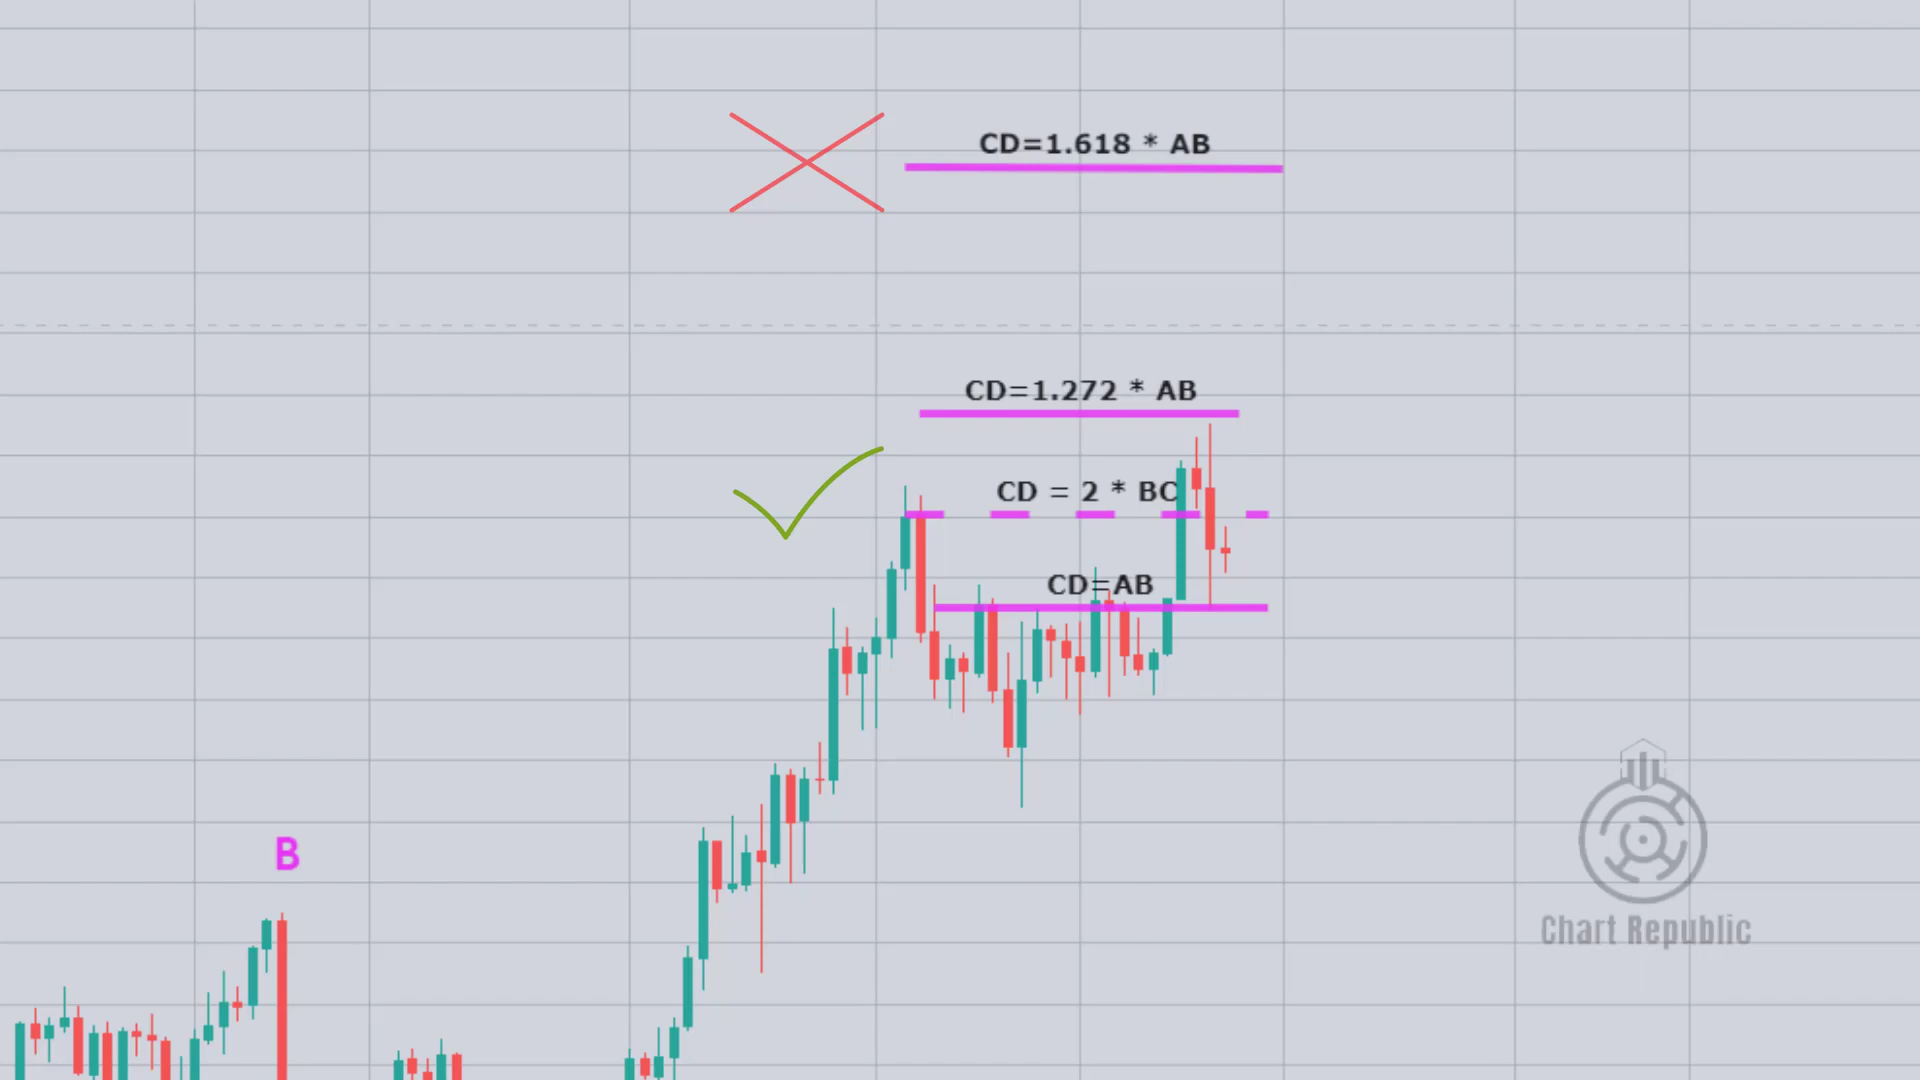 CD=1.618 * AB
CD=1.272 * AB
CD = 2 * BC
CD=AB
B
Chart Republic